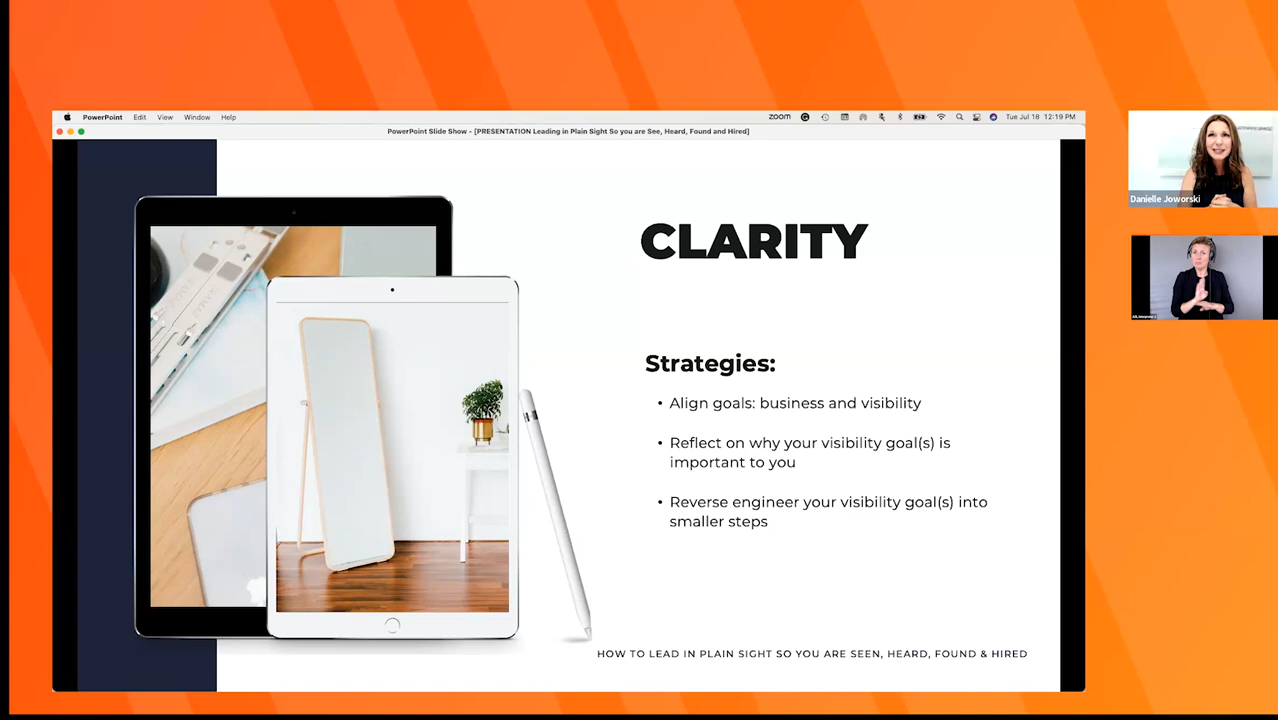 PowerPoint Edit View Window Help zoom Tue Jul 18 12:19 PM
PowerPoint Slide Show - [PRESENTATION Leading in Plain Sight So you are See, Heard, Found and Hired]
CLARITY
Strategies:
• Align goals: business and visibility
• Reflect on why your visibility goal(s) is
important to you
• Reverse engineer your visibility goal(s) into
smaller steps
HOW TO LEAD IN PLAIN SIGHT SO YOU ARE SEEN, HEARD, FOUND & HIRED
Danielle Joworski